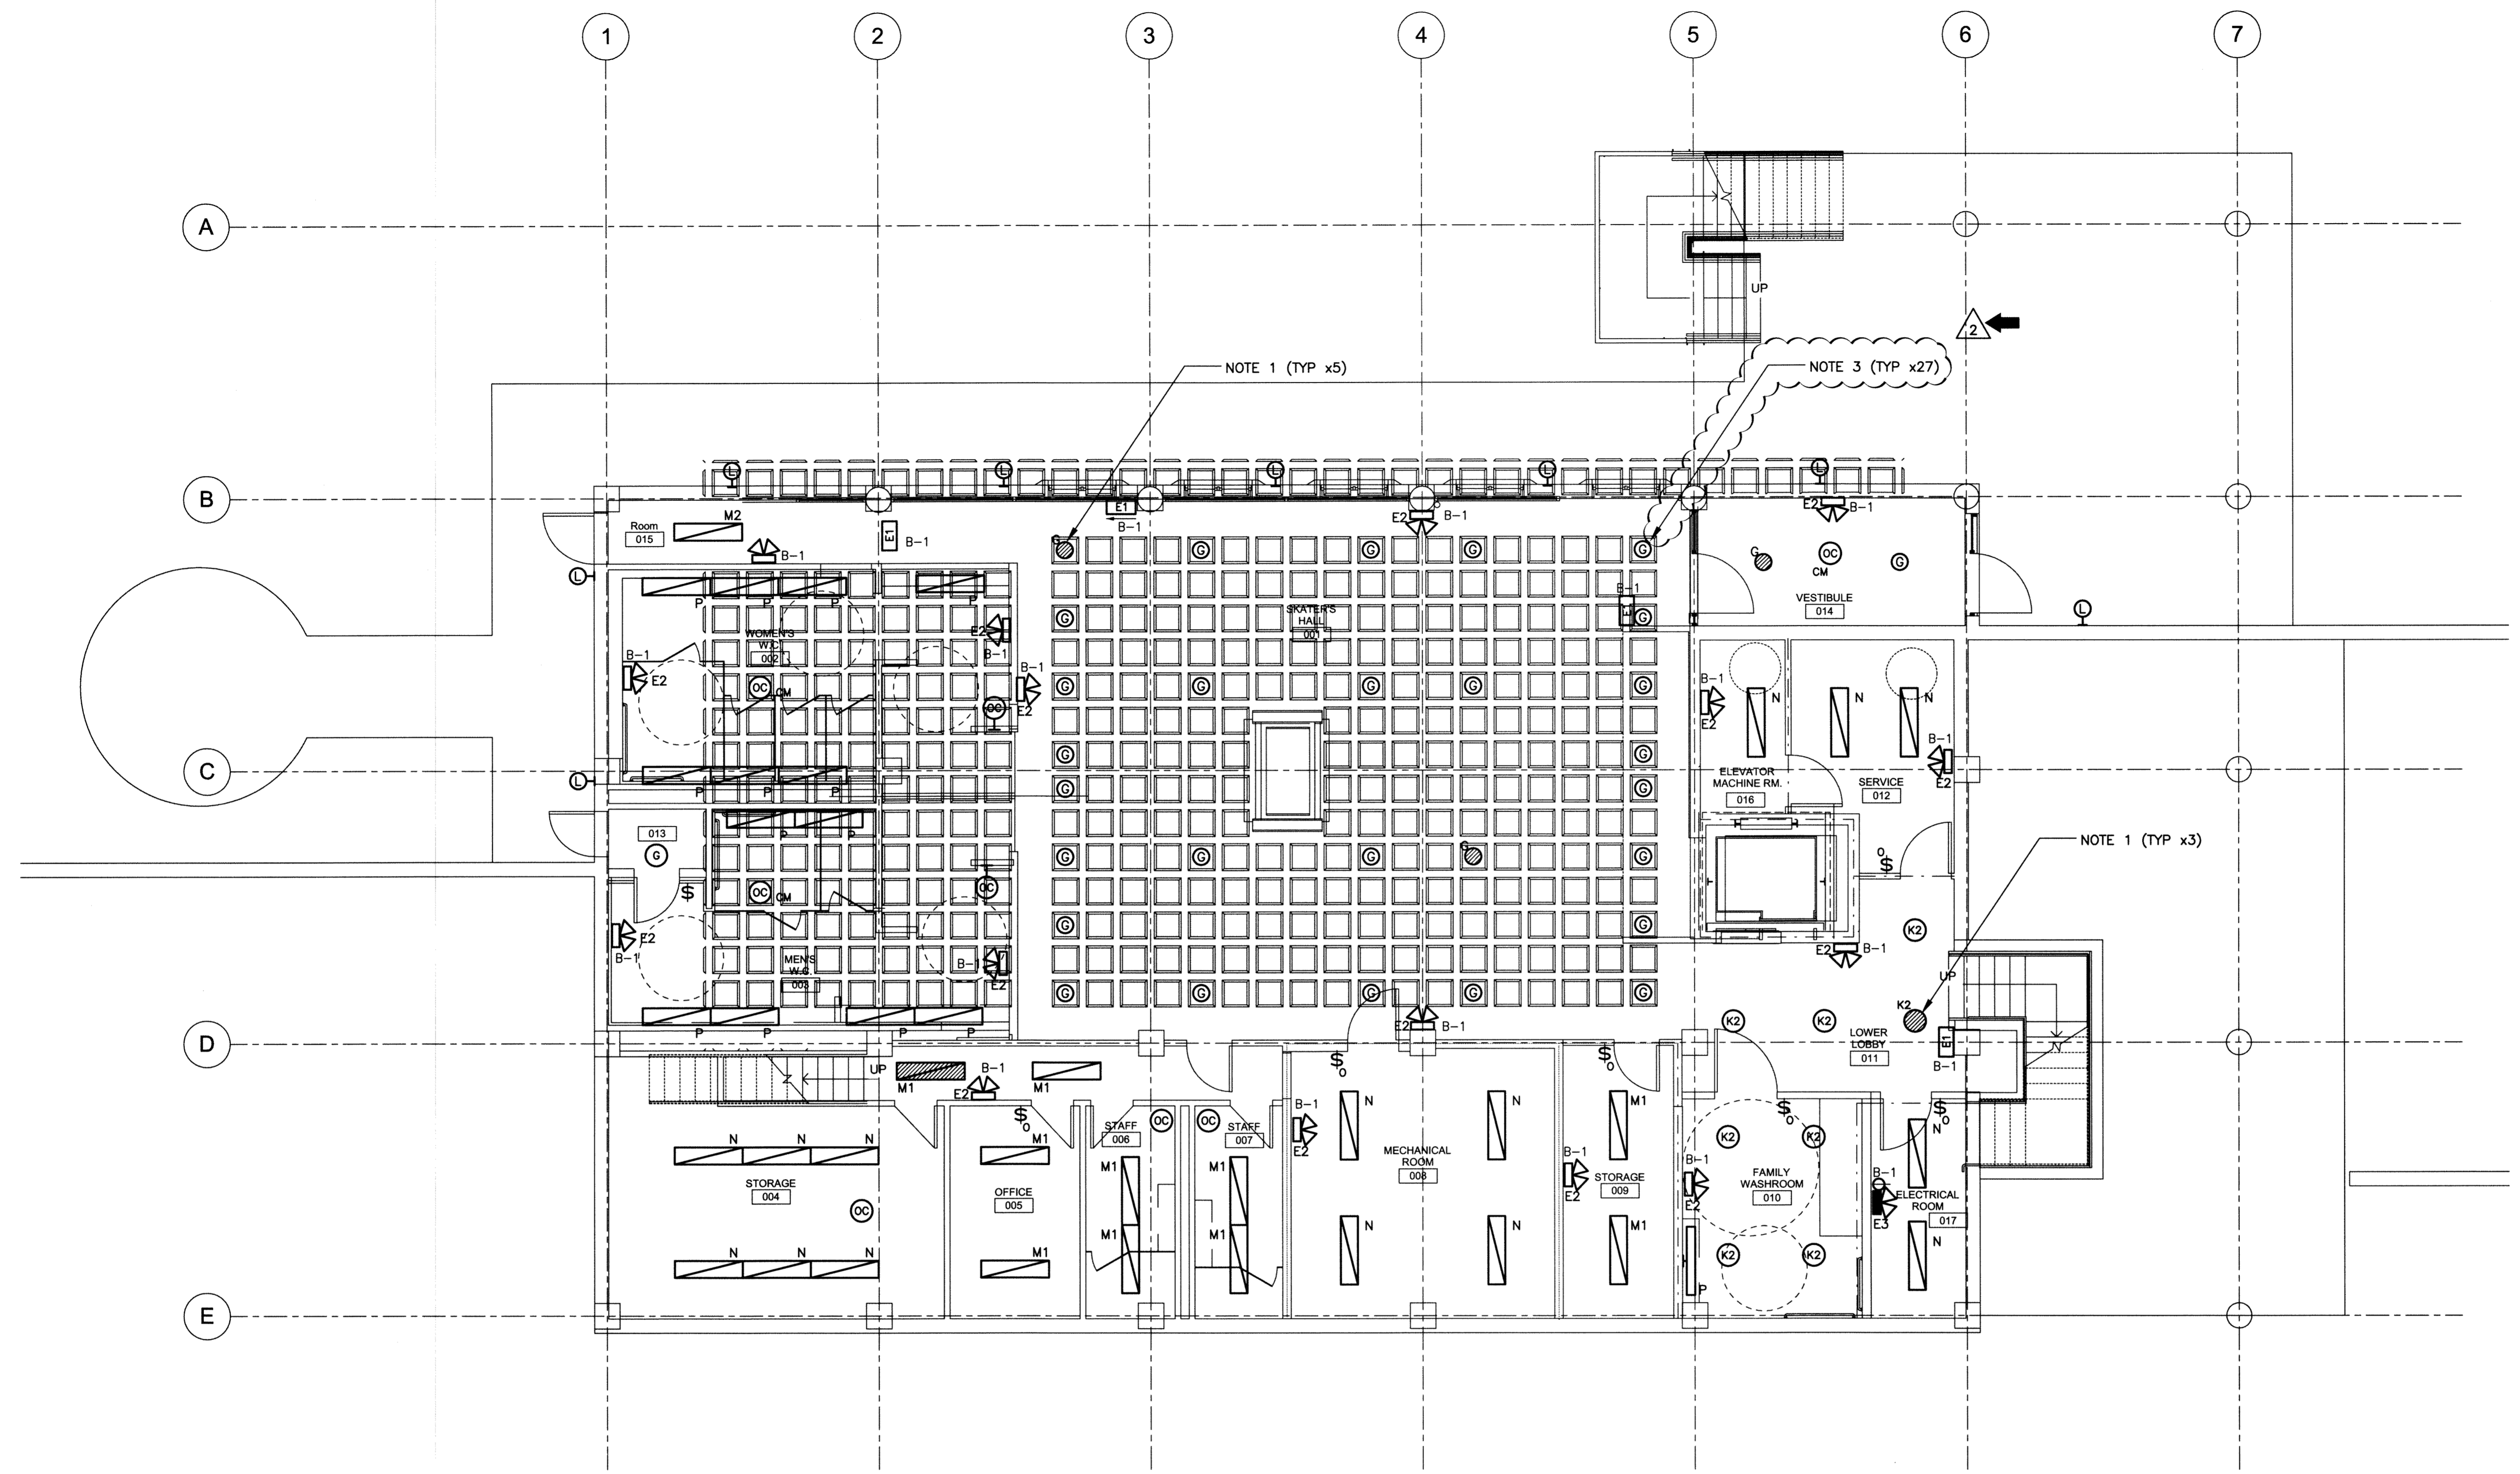 1 2 3 4 5 6 7
A
UP
2
NOTE 1 (TYP x5)
NOTE 3 (TYP x27)
L L L L L
B
E1
B-1
E2 B-1
E2 B-1
M2
Room
015
B-1
E1 B-1
G G G G G
G OC G
CM
VESTIBULE
014
L
P P P P
B-1
E1 G
G
SKATER'S
HALL
001
L
WOMEN'S
W.C.
002
E2
B-1
B-1
E2
OC CM
OC
B-1
E2
G G G G G
B-1
E2
N N N
B-1
E2
G G
C
L
P P P
ELEVATOR
MACHINE RM.
016
SERVICE
012
G G
P P
013
G
$
G G G G G
$
O
NOTE 1 (TYP x3)
OC CM
OC
E2
B-1
G G
K2
E2 B-1
MEN'S
W.C.
003
B-1
E2
UP
G G G G G
K2 K2 K2
P P P P
E2 B-1
D
LOWER
LOBBY
011
E1
B-1
N
UP
M1
B-1
E2
M1
$
O
$
O
$
O
$
O
$
O
STAFF
006
OC
OC
STAFF
007
B-1
E2
N N
M1
K2 K2
N
N N N
M1
M1
M1
MECHANICAL
ROOM
008
B-1
E2
STORAGE
009
B-1
E2
FAMILY
WASHROOM
010
B-1
E3
ELECTRICAL
ROOM
017
STORAGE
004
OC
OFFICE
005
M1
M1
N N
M1
K2 K2
N
N N N
M1
P
E